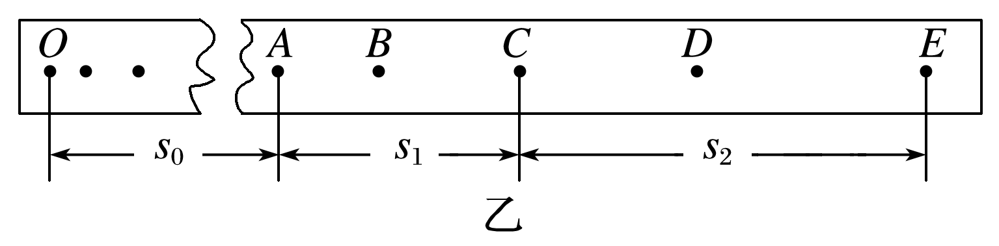 O A B C D E
s₀ s₁ s₂
乙